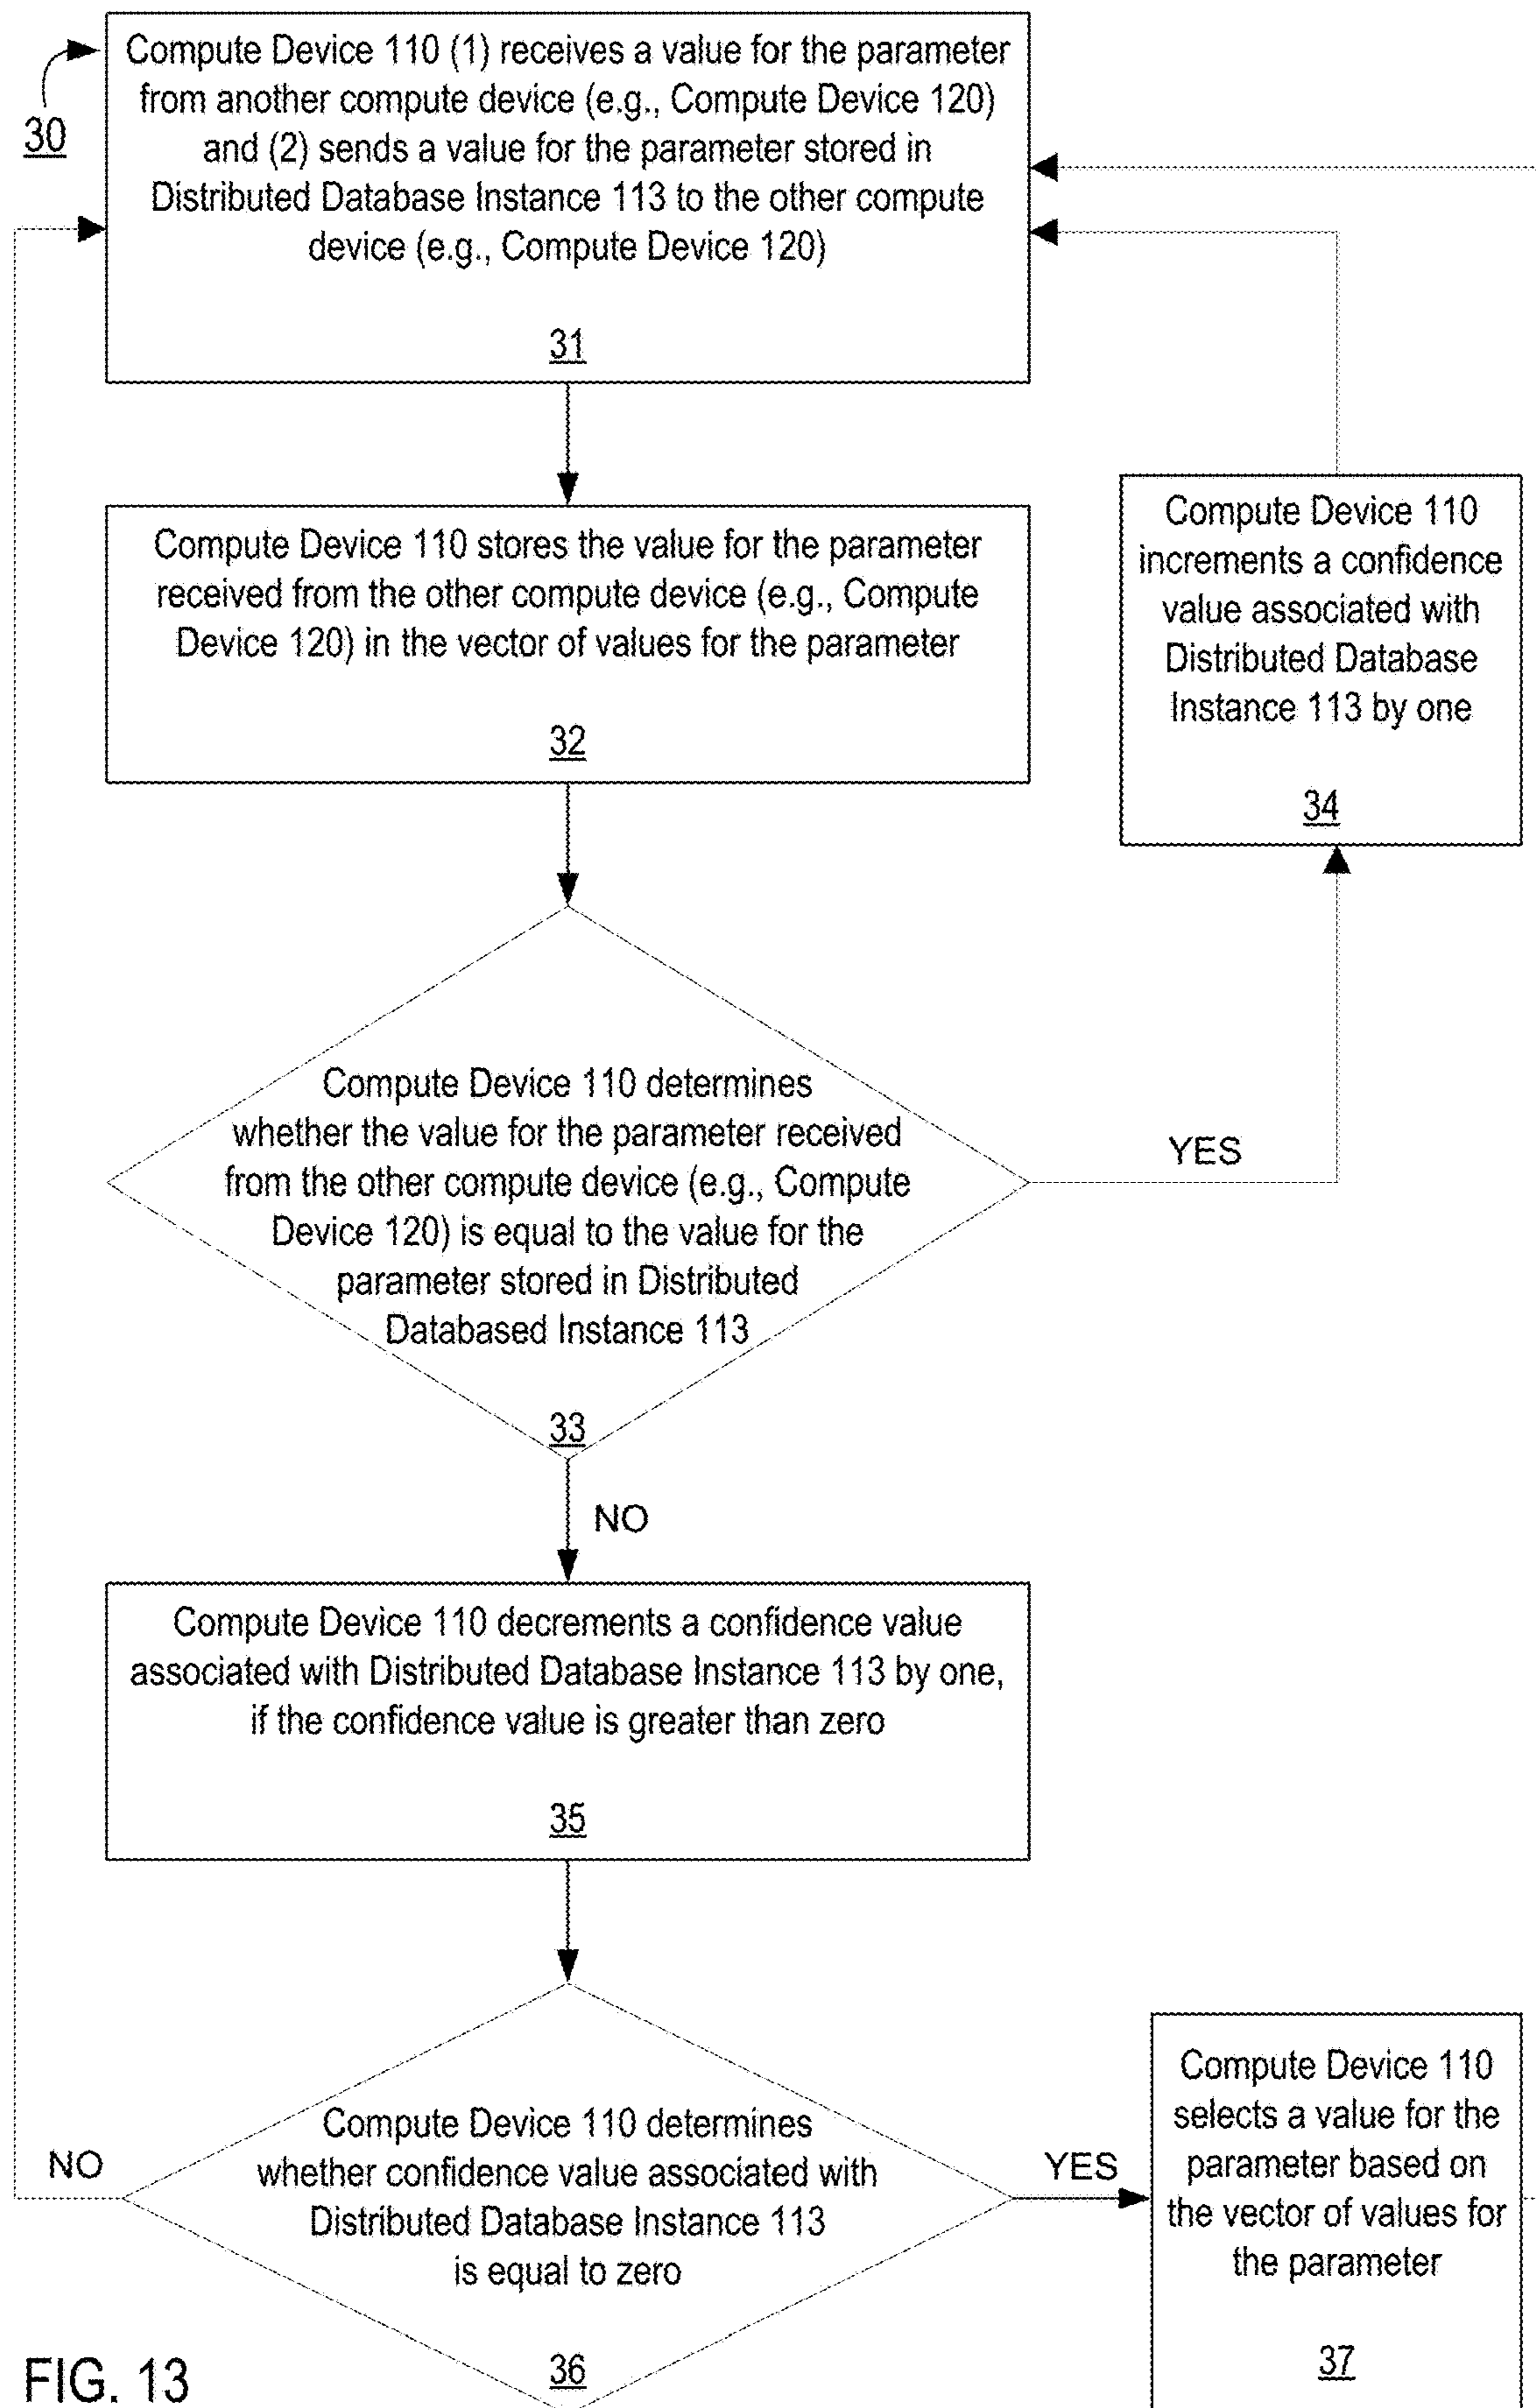 30
Compute Device 110 (1) receives a value for the parameter
from another compute device (e.g., Compute Device 120)
and (2) sends a value for the parameter stored in
Distributed Database Instance 113 to the other compute
device (e.g., Compute Device 120)
31
Compute Device 110 stores the value for the parameter
received from the other compute device (e.g., Compute
Device 120) in the vector of values for the parameter
32
Compute Device 110
increments a confidence
value associated with
Distributed Database
Instance 113 by one
34
Compute Device 110 determines
whether the value for the parameter received
from the other compute device (e.g., Compute
Device 120) is equal to the value for the
parameter stored in Distributed
Databased Instance 113
33
YES
NO
Compute Device 110 decrements a confidence value
associated with Distributed Database Instance 113 by one,
if the confidence value is greater than zero
35
Compute Device 110 determines
whether confidence value associated with
Distributed Database Instance 113
is equal to zero
36
NO
YES
Compute Device 110
selects a value for the
parameter based on
the vector of values for
the parameter
37
FIG. 13